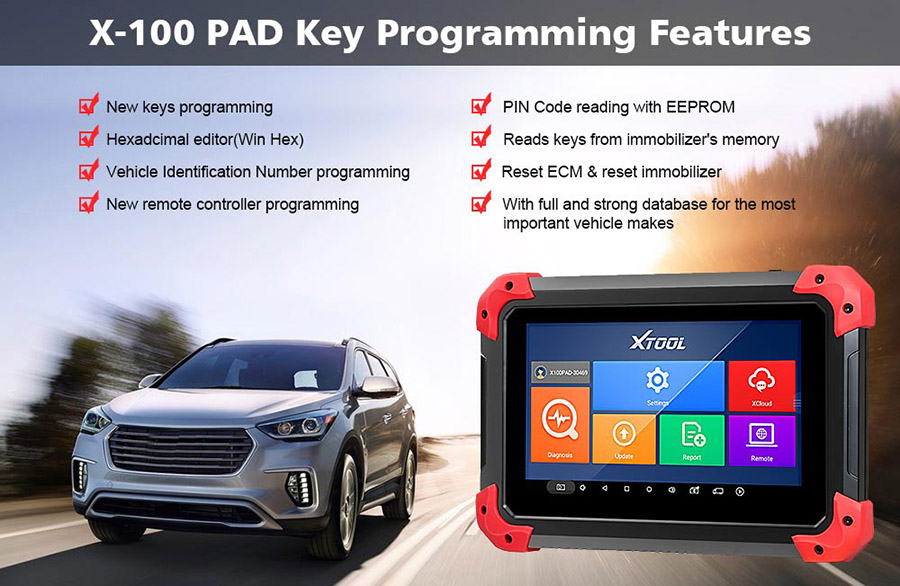 X-100 PAD Key Programming Features
New keys programming
Hexadcimal editor(Win Hex)
Vehicle Identification Number programming
New remote controller programming
PIN Code reading with EEPROM
Reads keys from immobilizer's memory
Reset ECM & reset immobilizer
With full and strong database for the most
important vehicle makes
XTOOL
X100PAD-30469
Settings
XCloud
Diagnosis
Update
Report
Remote